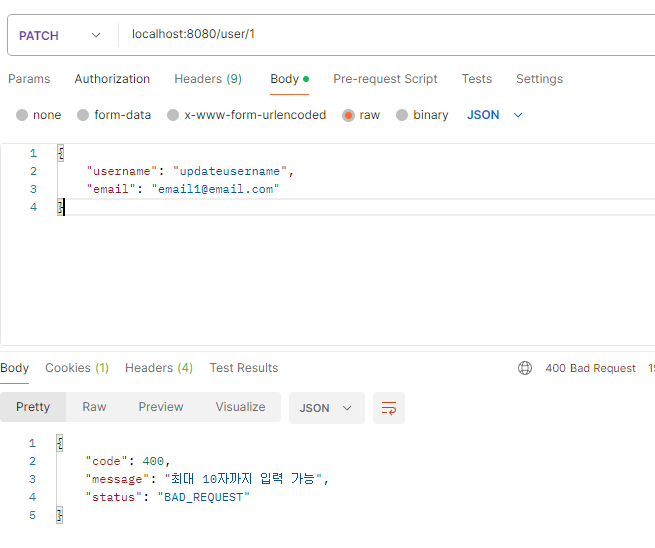 PATCH localhost:8080/user/1
Params Authorization Headers (9) Body Pre-request Script Tests Settings
none form-data x-www-form-urlencoded raw binary JSON
1 {
2 "username": "updateusername",
3 "email": "email1@email.com"
4 }
Body Cookies (1) Headers (4) Test Results 400 Bad Request
Pretty Raw Preview Visualize JSON
1 {
2 "code": 400,
3 "message": "최대 10자까지 입력 가능",
4 "status": "BAD_REQUEST"
5 }